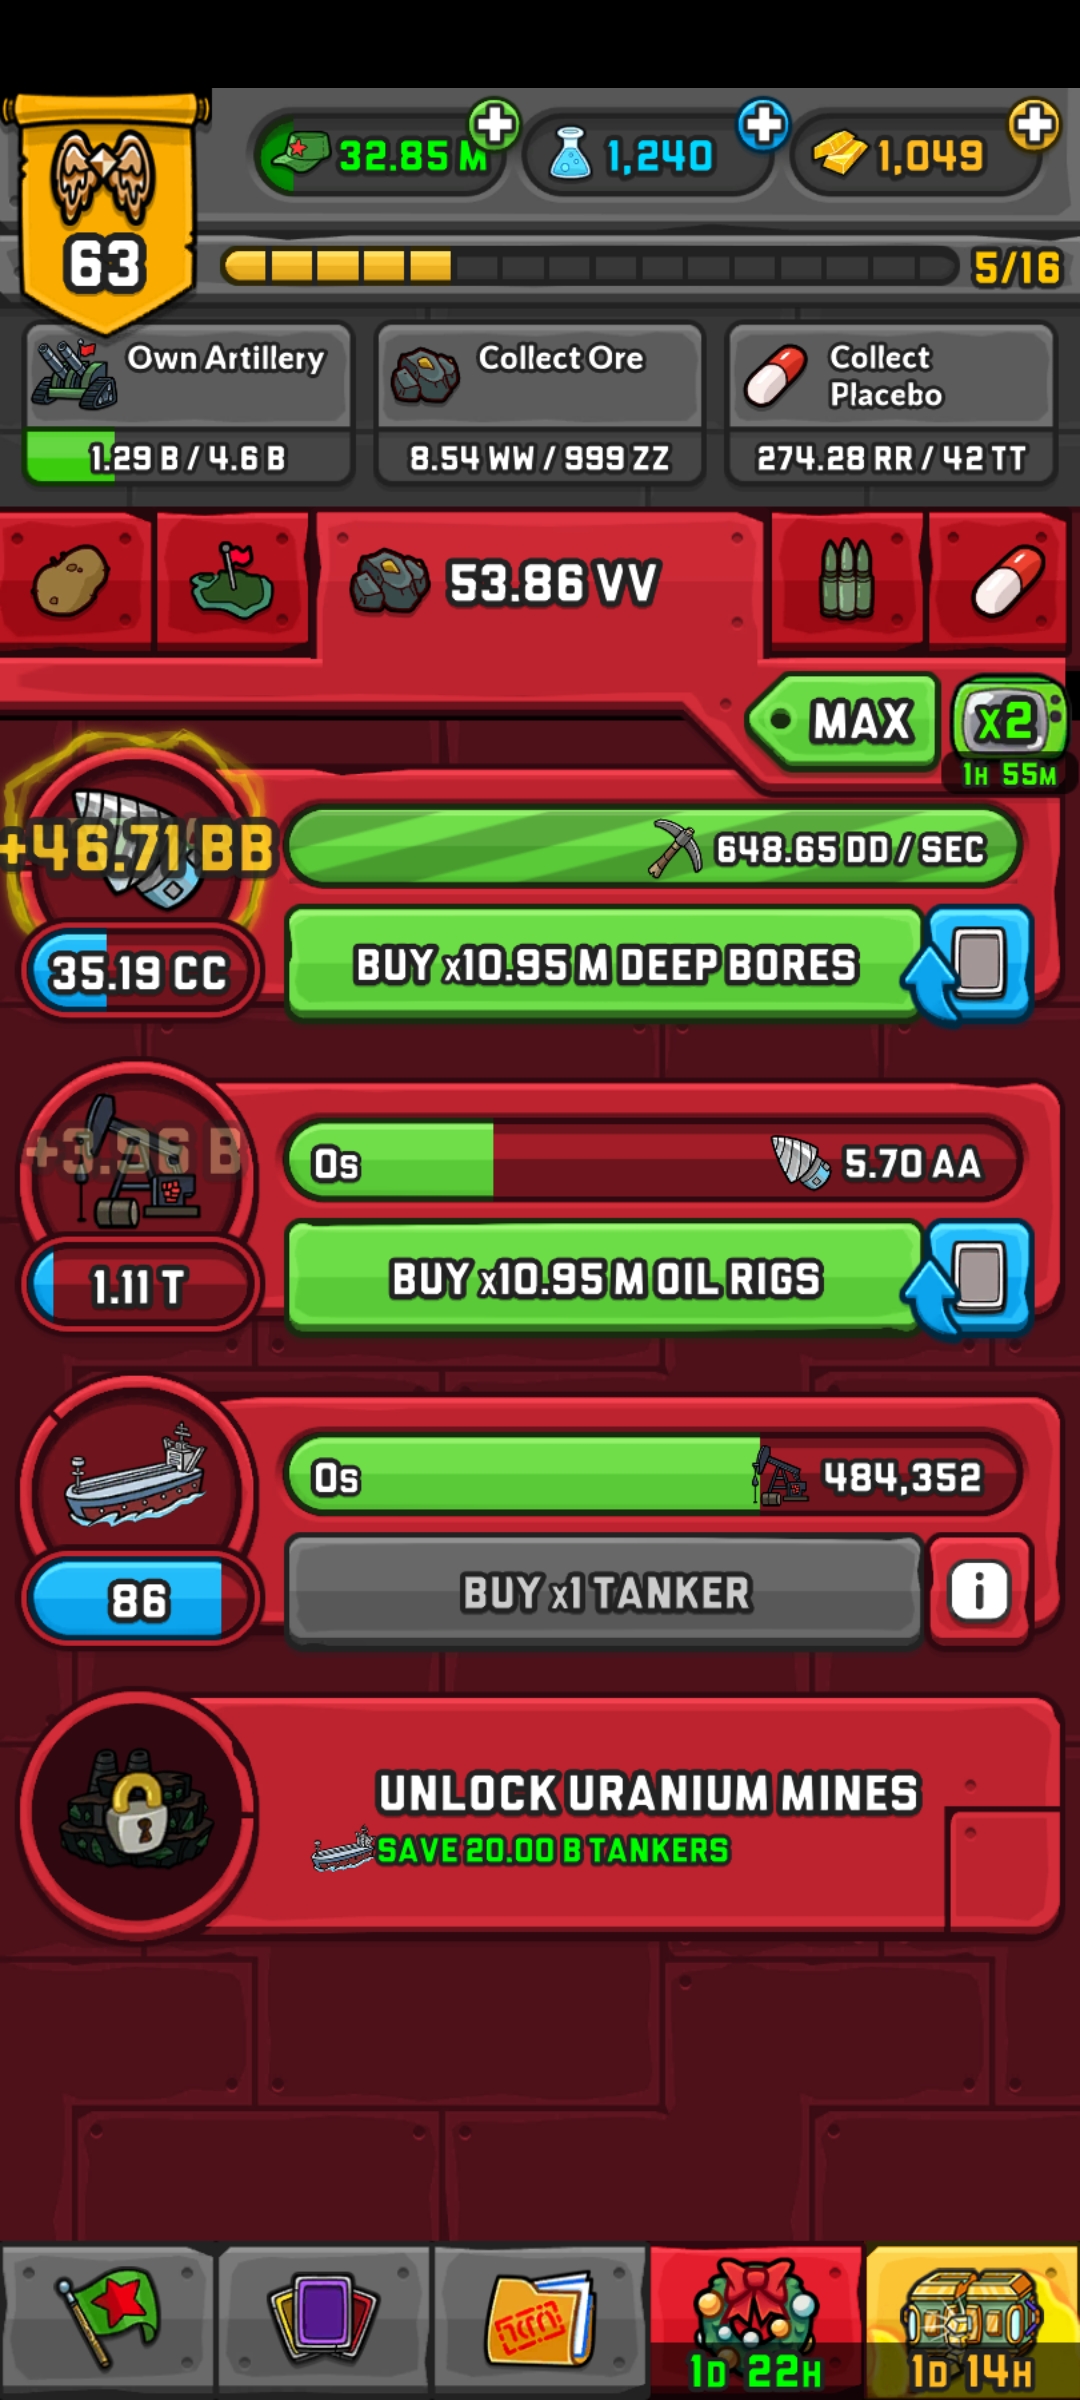 32.85 M
1,240
1,049
63
5/16
Own Artillery
1.29 B / 4.6 B
Collect Ore
8.54 WW / 999 ZZ
Collect
Placebo
274.28 RR / 42 TT
53.86 VV
MAX
x2
1H 55M
+46.71 BB
648.65 DD / SEC
35.19 CC
BUY x10.95 M DEEP BORES
+3.96 B
0s
5.70 AA
1.11 T
BUY x10.95 M OIL RIGS
0s
484,352
86
BUY x1 TANKER
i
UNLOCK URANIUM MINES
SAVE 20.00 B TANKERS
1D 22H
1D 14H